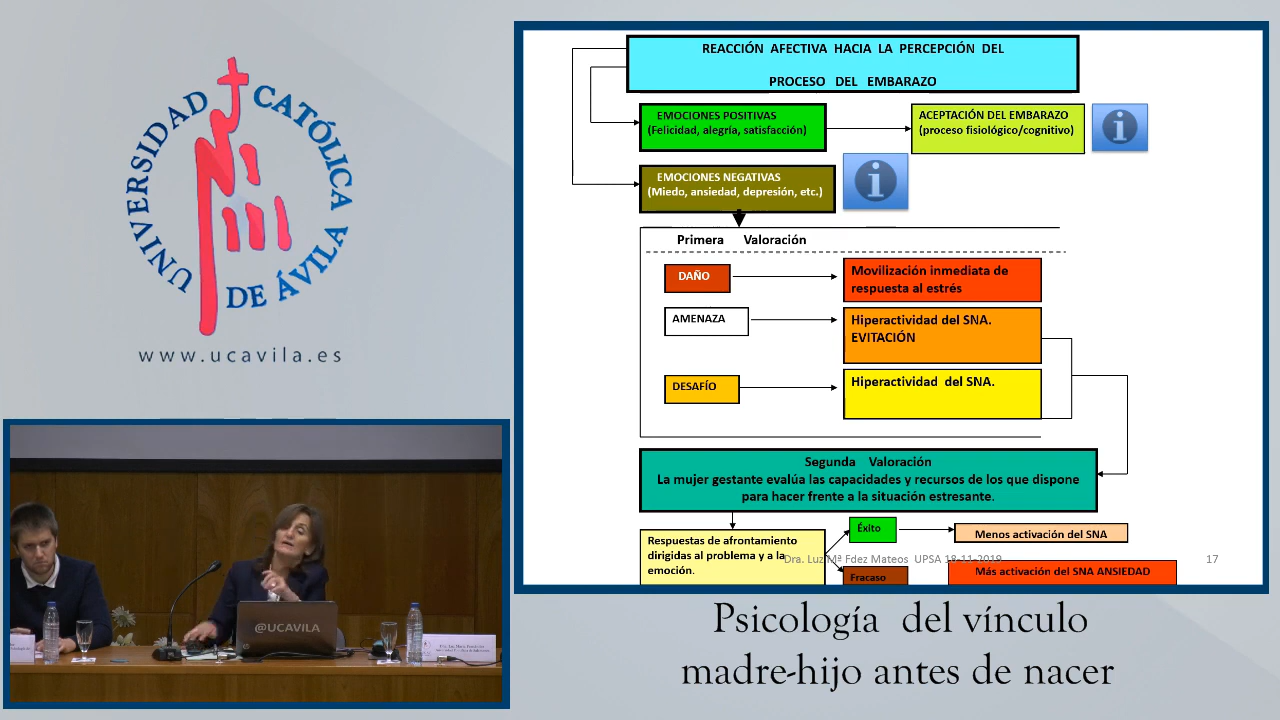 UNIVERSIDAD CATÓLICA
DE ÁVILA
www.ucavila.es
REACCIÓN AFECTIVA HACIA LA PERCEPCIÓN DEL
PROCESO DEL EMBARAZO
EMOCIONES POSITIVAS
(Felicidad, alegría, satisfacción)
ACEPTACIÓN DEL EMBARAZO
(proceso fisiológico/cognitivo)
EMOCIONES NEGATIVAS
(Miedo, ansiedad, depresión, etc.)
Primera Valoración
DAÑO
Movilización inmediata de
respuesta al estrés
AMENAZA
Hiperactividad del SNA.
EVITACIÓN
DESAFÍO
Hiperactividad del SNA.
Segunda Valoración
La mujer gestante evalúa las capacidades y recursos de los que dispone
para hacer frente a la situación estresante.
Respuestas de afrontamiento
dirigidas al problema y a la
emoción.
Éxito
Menos activación del SNA
Fracaso
Más activación del SNA ANSIEDAD
Dra. Luz Mª Fdez Mateos UPSA 18-11-2019
17
@UCAVILA
Psicología del vínculo
madre-hijo antes de nacer